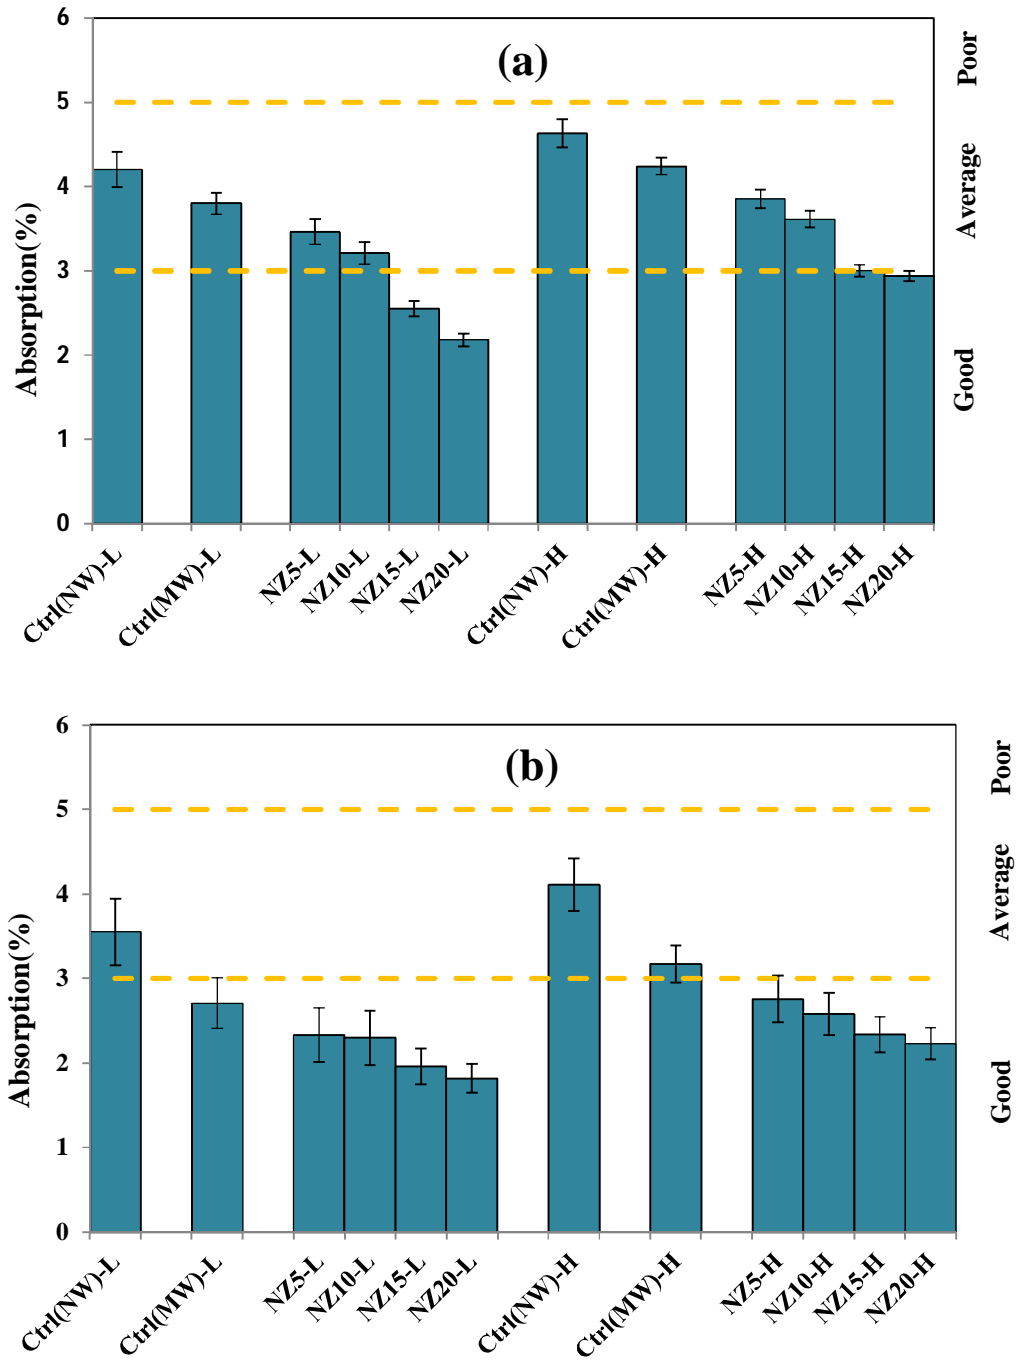 (a)
Absorption(%)
6
5
4
3
2
1
0
Poor
Average
Good
Ctrl(NW)-L
Ctrl(MW)-L
NZ5-L
NZ10-L
NZ15-L
NZ20-L
Ctrl(NW)-H
Ctrl(MW)-H
NZ5-H
NZ10-H
NZ15-H
NZ20-H
(b)
Absorption(%)
6
5
4
3
2
1
0
Poor
Average
Good
Ctrl(NW)-L
Ctrl(MW)-L
NZ5-L
NZ10-L
NZ15-L
NZ20-L
Ctrl(NW)-H
Ctrl(MW)-H
NZ5-H
NZ10-H
NZ15-H
NZ20-H